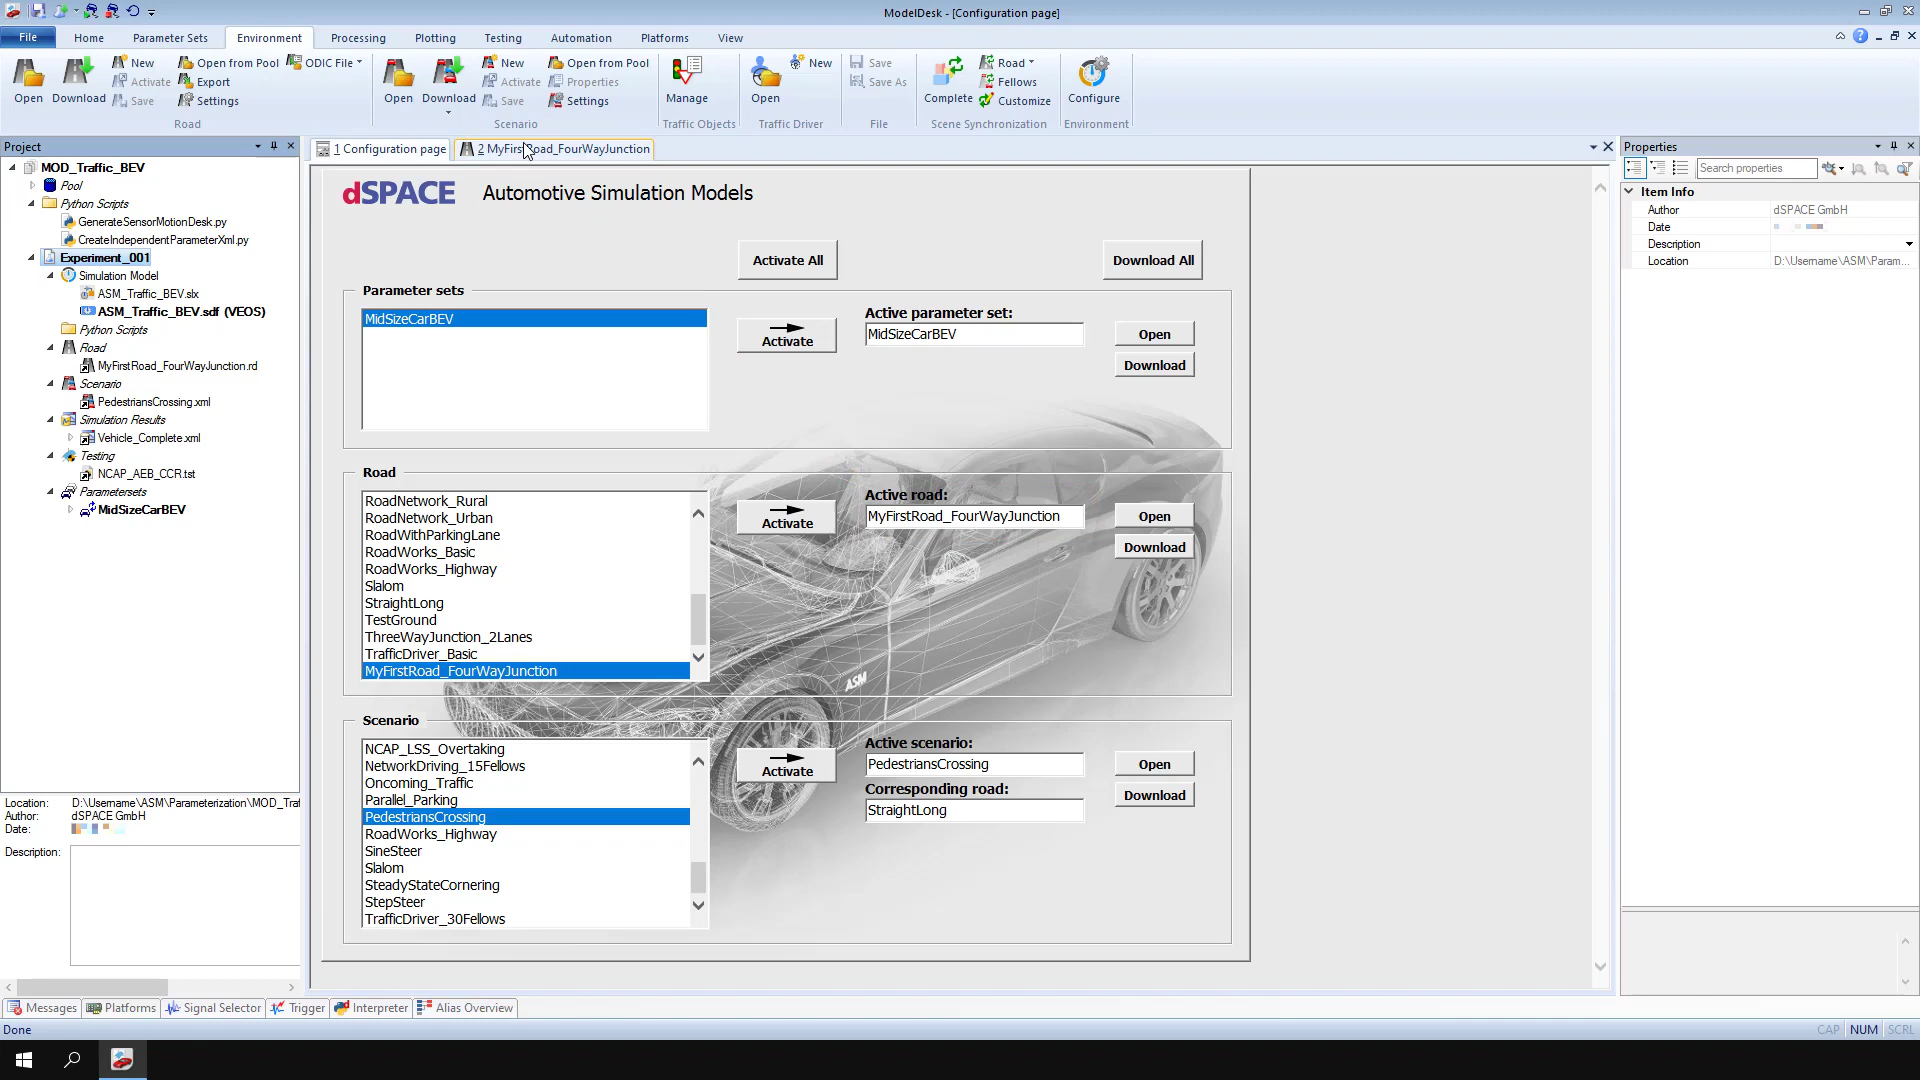 ModelDesk - [Configuration page]
File
Home
Parameter Sets
Environment
Processing
Plotting
Testing
Automation
Platforms
View
Open
Download
New
Activate
Save
Open from Pool
Export
Settings
ODIC File
Road
Open
Download
New
Activate
Save
Open from Pool
Properties
Settings
Scenario
Manage
Traffic Objects
Open
New
Traffic Driver
Save
Save As
File
Complete
Road
Fellows
Customize
Scene Synchronization
Configure
Environment
Project
MOD_Traffic_BEV
Pool
Python Scripts
GenerateSensorMotionDesk.py
CreateIndependentParameterXml.py
Experiment_001
Simulation Model
ASM_Traffic_BEV.slx
ASM_Traffic_BEV.sdf (VEOS)
Python Scripts
Road
MyFirstRoad_FourWayJunction.rd
Scenario
PedestriansCrossing.xml
Simulation Results
Vehicle_Complete.xml
Testing
NCAP_AEB_CCR.tst
Parametersets
MidSizeCarBEV
Location: D:\Username\ASM\Parameterization\MOD_Traf
Author: dSPACE GmbH
Date:
Description:
1 Configuration page
2 MyFirstRoad_FourWayJunction
dSPACE Automotive Simulation Models
Activate All
Download All
Parameter sets
MidSizeCarBEV
Activate
Active parameter set:
MidSizeCarBEV
Open
Download
Road
RoadNetwork_Rural
RoadNetwork_Urban
RoadWithParkingLane
RoadWorks_Basic
RoadWorks_Highway
Slalom
StraightLong
TestGround
ThreeWayJunction_2Lanes
TrafficDriver_Basic
MyFirstRoad_FourWayJunction
Activate
Active road:
MyFirstRoad_FourWayJunction
Open
Download
ASM
Scenario
NCAP_LSS_Overtaking
NetworkDriving_15Fellows
Oncoming_Traffic
Parallel_Parking
PedestriansCrossing
RoadWorks_Highway
SineSteer
Slalom
SteadyStateCornering
StepSteer
TrafficDriver_30Fellows
Activate
Active scenario:
PedestriansCrossing
Corresponding road:
StraightLong
Open
Download
Properties
Search properties
Item Info
Author dSPACE GmbH
Date
Description
Location D:\Username\ASM\Param...
Messages
Platforms
Signal Selector
Trigger
Interpreter
Alias Overview
Done
CAP NUM SCRL